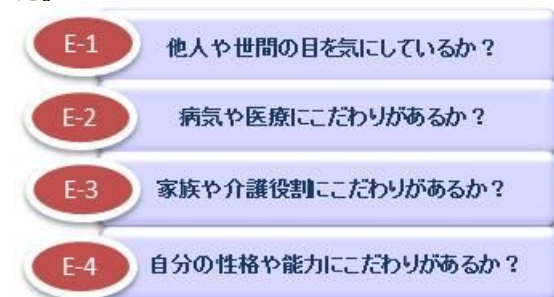 E-1 他人や世間の目を気にしているか？
E-2 病気や医療にこだわりがあるか？
E-3 家族や介護役割にこだわりがあるか？
E-4 自分の性格や能力にこだわりがあるか？